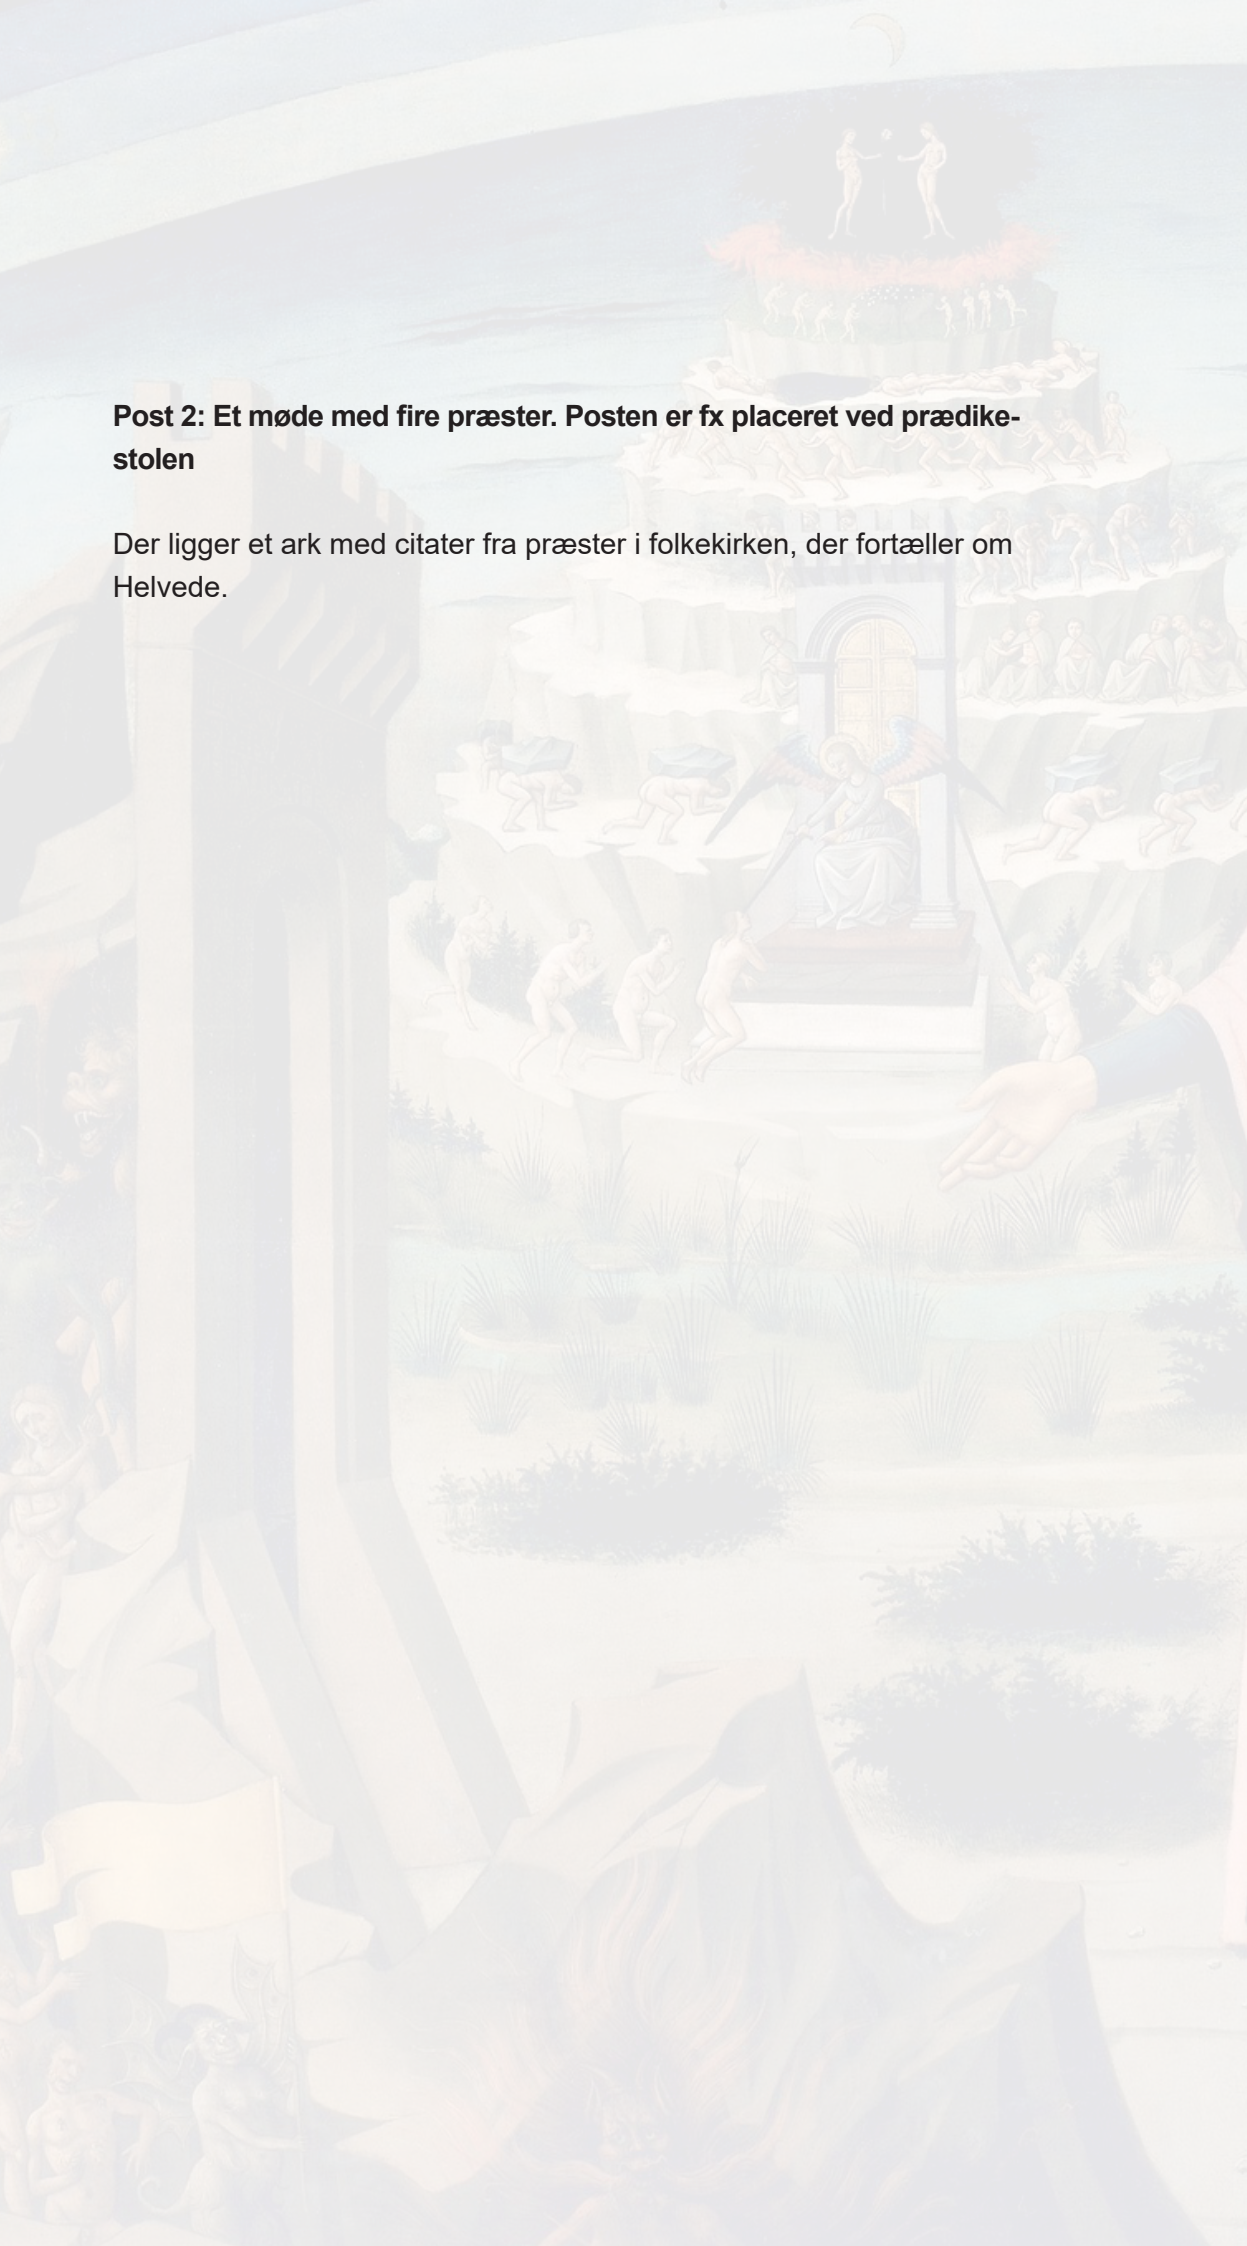 Post 2: Et møde med fire præster. Posten er fx placeret ved prædike-
stolen
Der ligger et ark med citater fra præster i folkekirken, der fortæller om
Helvede.